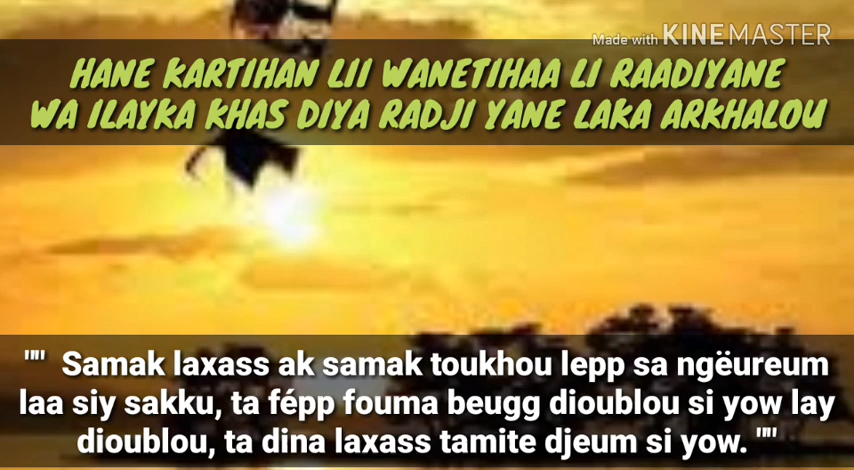 Made with KINEMASTER
HANE KARTIHAN LII WANETIHAA LI RAADIYANE
WA ILAYKA KHAS DIYA RADJI YANE LAKA ARKHALOU
"" Samak laxass ak samak toukhou lepp sa ngëureum
laa siy sakku, ta fépp fouma beugg dioublou si yow lay
dioublou, ta dina laxass tamite djeum si yow. ""